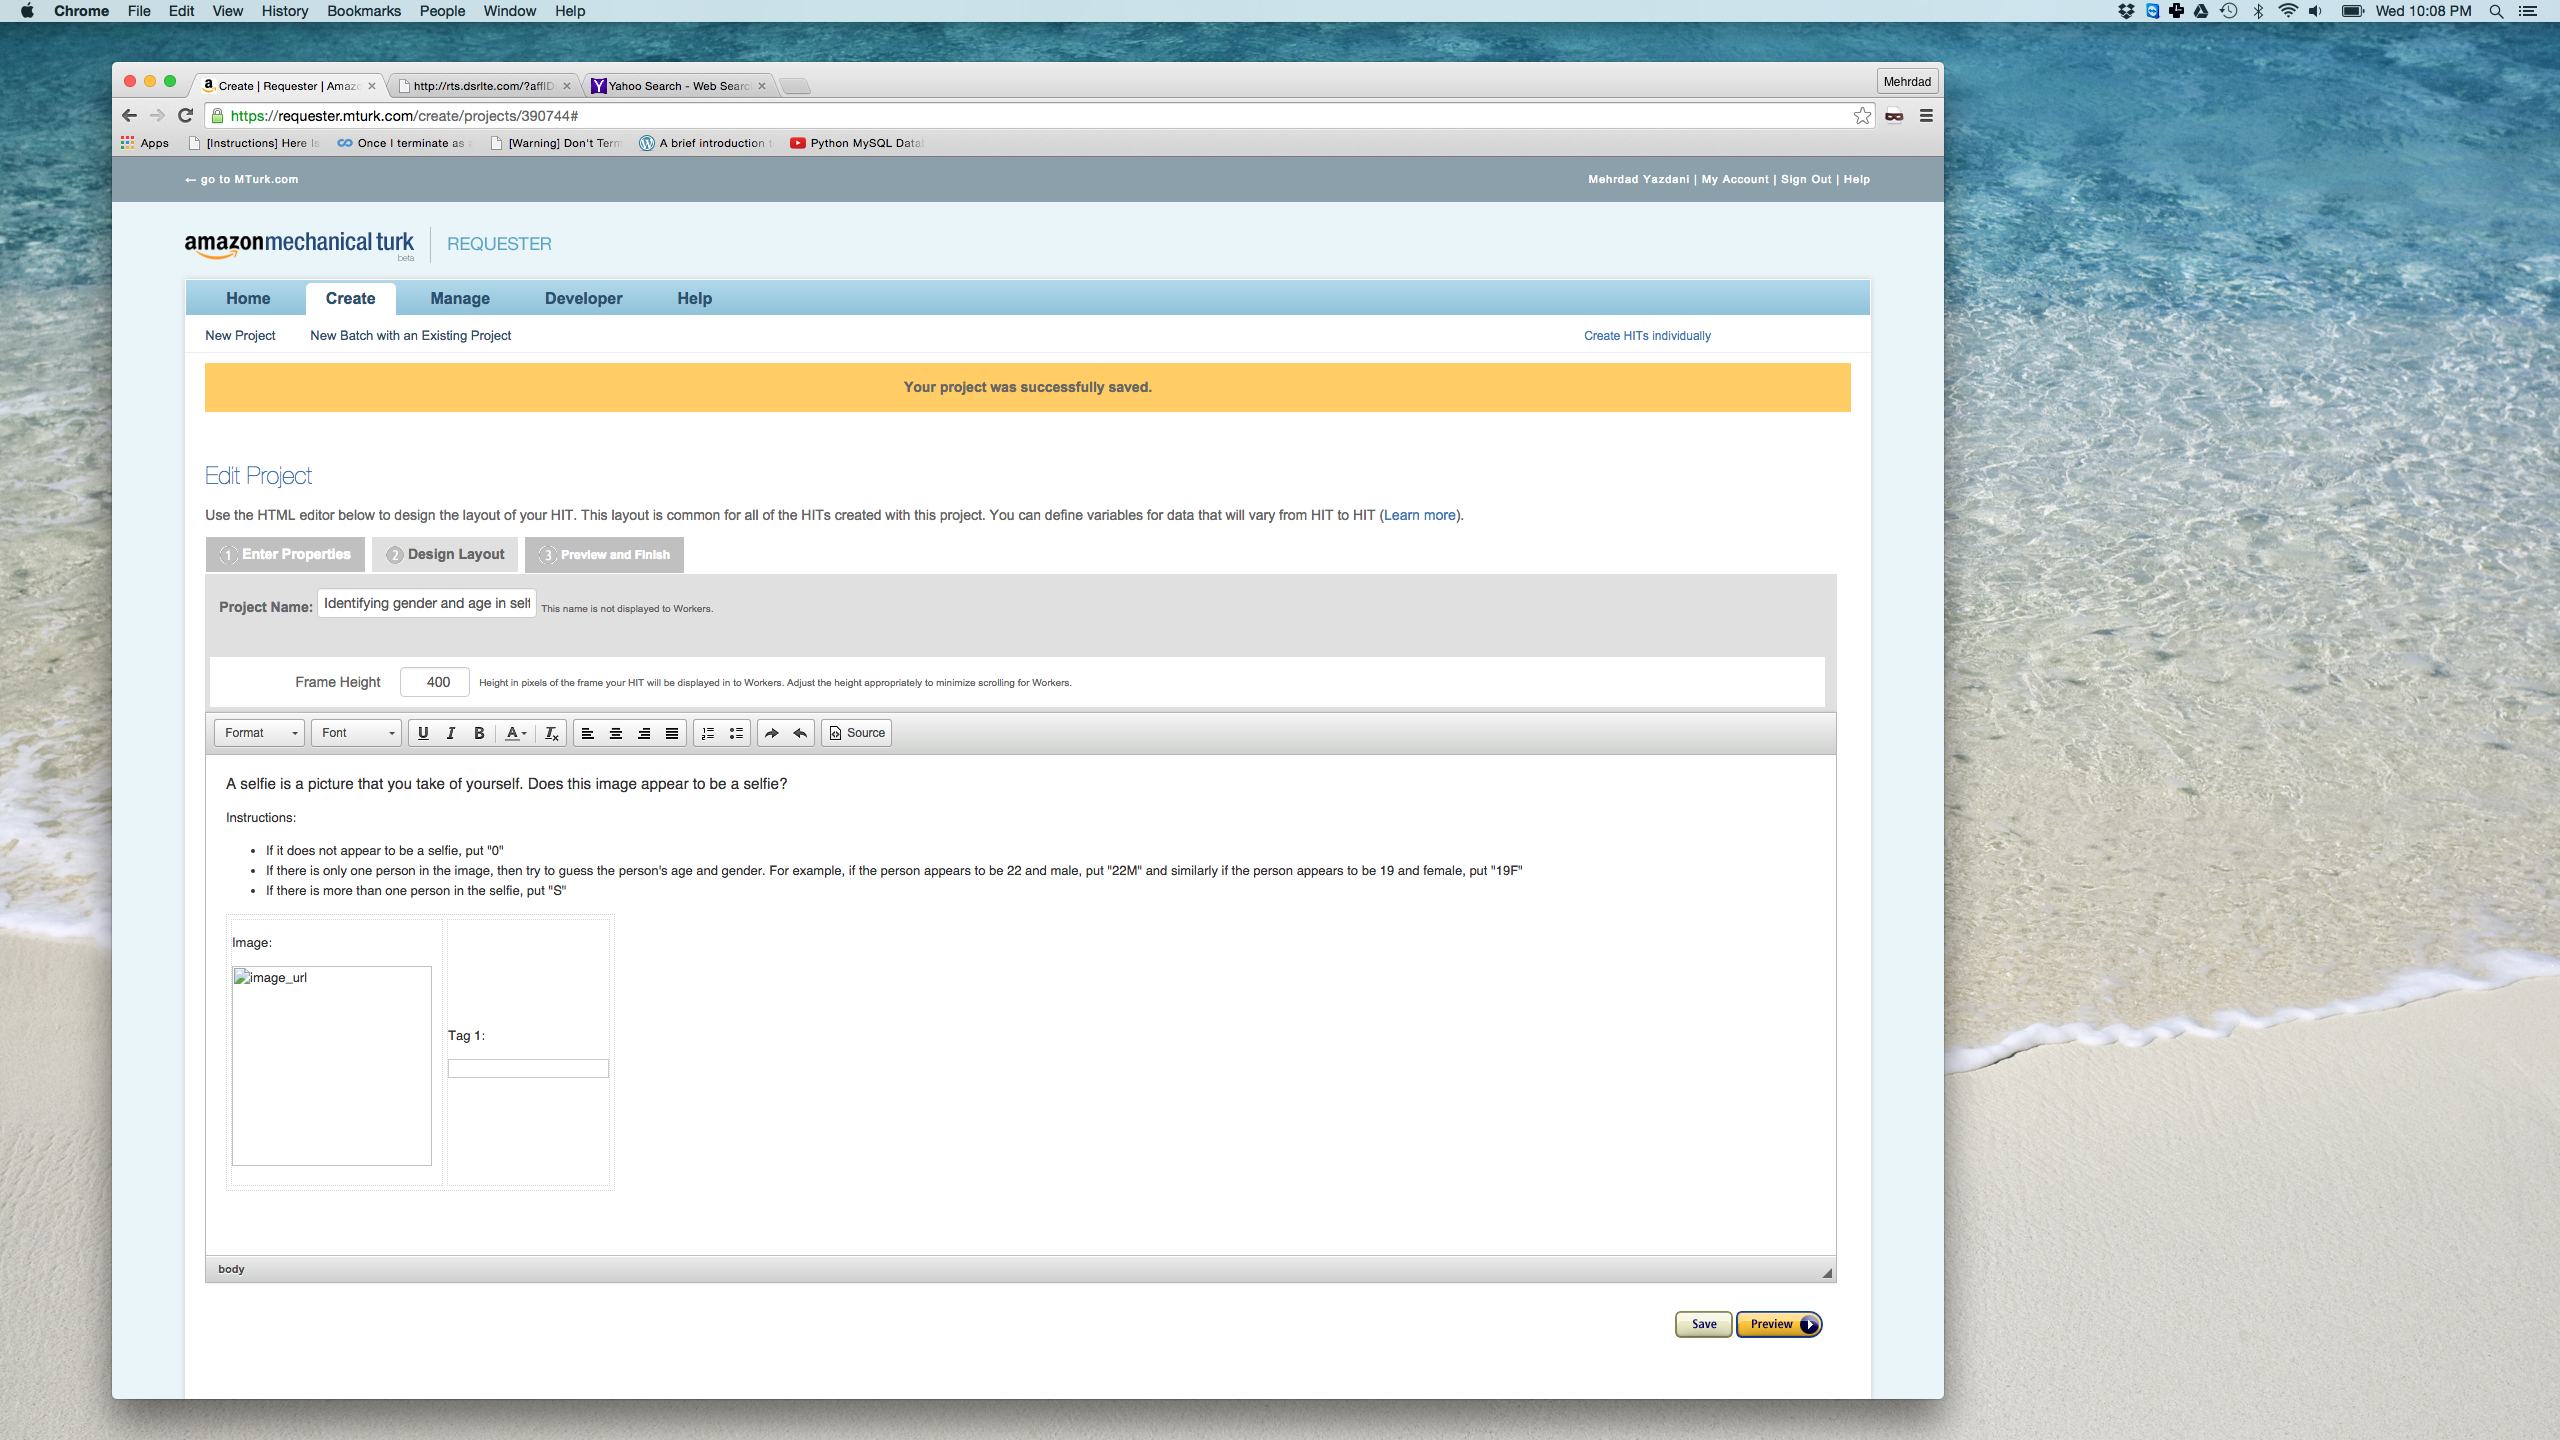 Chrome File Edit View History Bookmarks People Window Help
Wed 10:08 PM
Create | Requester | Amaz
http://rts.dsrlte.com/?affID
Yahoo Search - Web Searc
Mehrdad
https://requester.mturk.com/create/projects/390744#
Apps
[Instructions] Here Is
Once I terminate as
[Warning] Don't Term
A brief introduction
Python MySQL Data
← go to MTurk.com
Mehrdad Yazdani | My Account | Sign Out | Help
amazonmechanical turk
beta
REQUESTER
Home Create Manage Developer Help
New Project New Batch with an Existing Project
Create HITs individually
Your project was successfully saved.
Edit Project
Use the HTML editor below to design the layout of your HIT. This layout is common for all of the HITs created with this project. You can define variables for data that will vary from HIT to HIT (Learn more).
1 Enter Properties 2 Design Layout 3 Preview and Finish
Project Name: Identifying gender and age in self This name is not displayed to Workers.
Frame Height 400 Height in pixels of the frame your HIT will be displayed in to Workers. Adjust the height appropriately to minimize scrolling for Workers.
Format Font U I B A Tx Source
A selfie is a picture that you take of yourself. Does this image appear to be a selfie?
Instructions:
• If it does not appear to be a selfie, put "0"
• If there is only one person in the image, then try to guess the person's age and gender. For example, if the person appears to be 22 and male, put "22M" and similarly if the person appears to be 19 and female, put "19F"
• If there is more than one person in the selfie, put "S"
Image:
image_url
Tag 1:
body
Save Preview